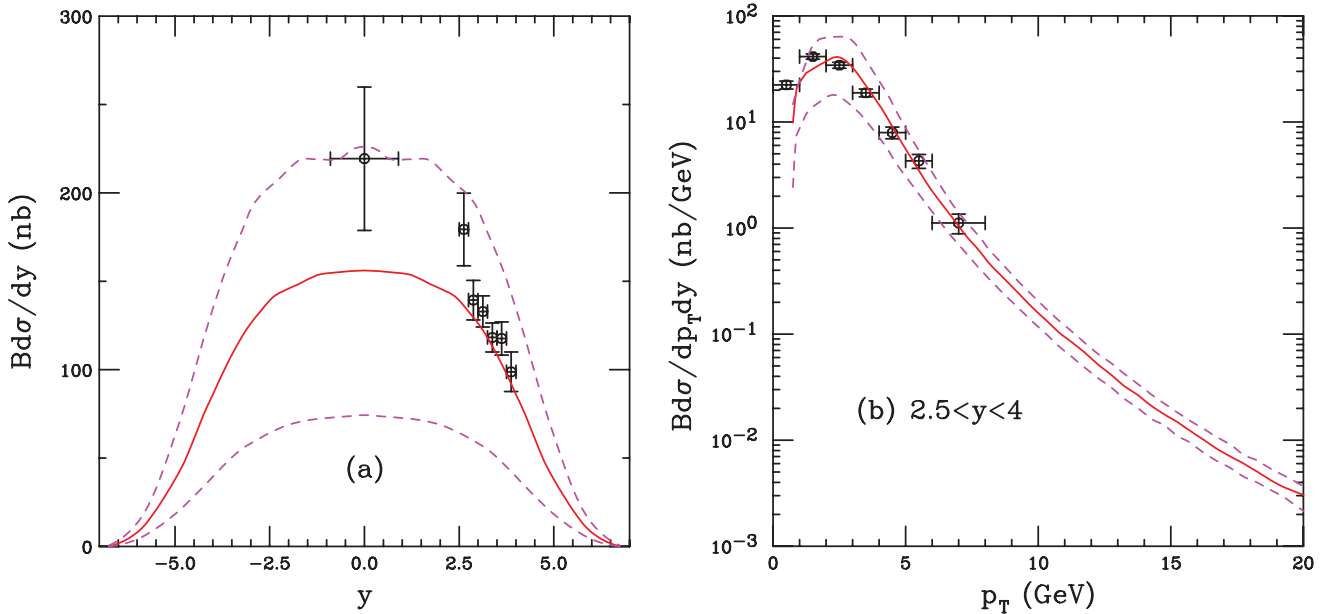 300
200
100
0
Bdσ/dy (nb)
(a)
−5.0 −2.5 0.0 2.5 5.0
y
10^2
10^1
10^0
10^−1
10^−2
10^−3
Bdσ/dp_T dy (nb/GeV)
(b) 2.5<y<4
0 5 10 15 20
p_T (GeV)